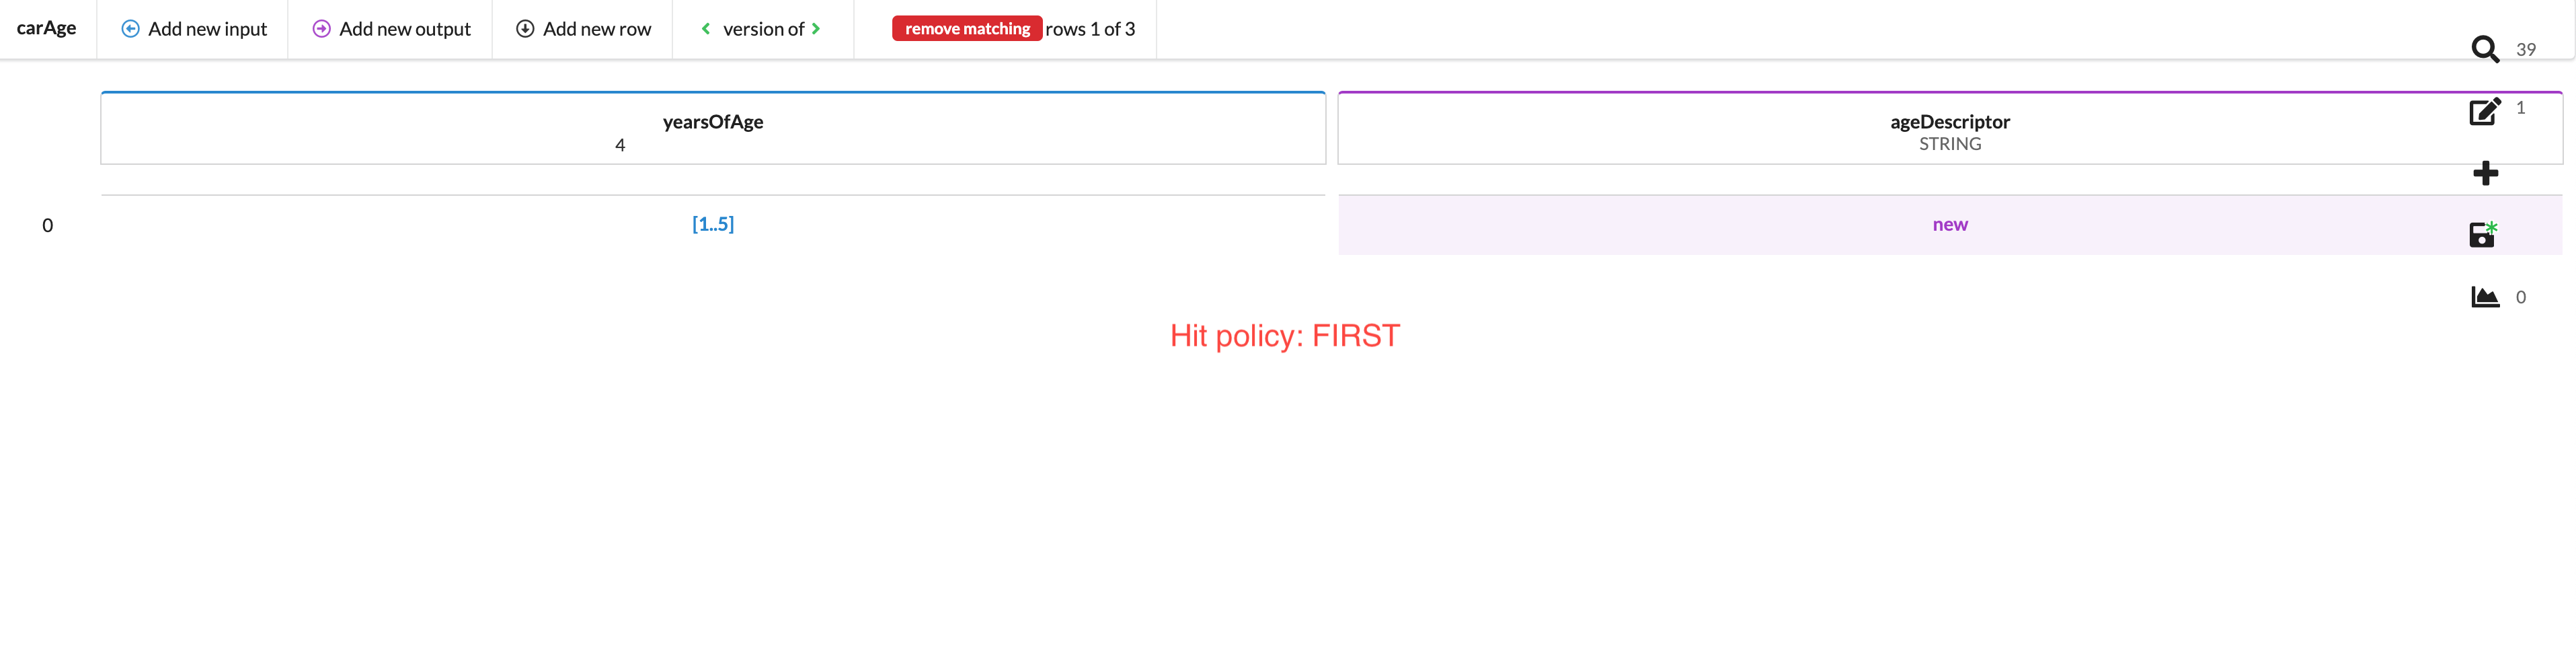 carAge
Add new input
Add new output
Add new row
version of
remove matching rows 1 of 3
39
yearsOfAge
4
ageDescriptor
STRING
1
0
[1..5]
new
0
Hit policy: FIRST